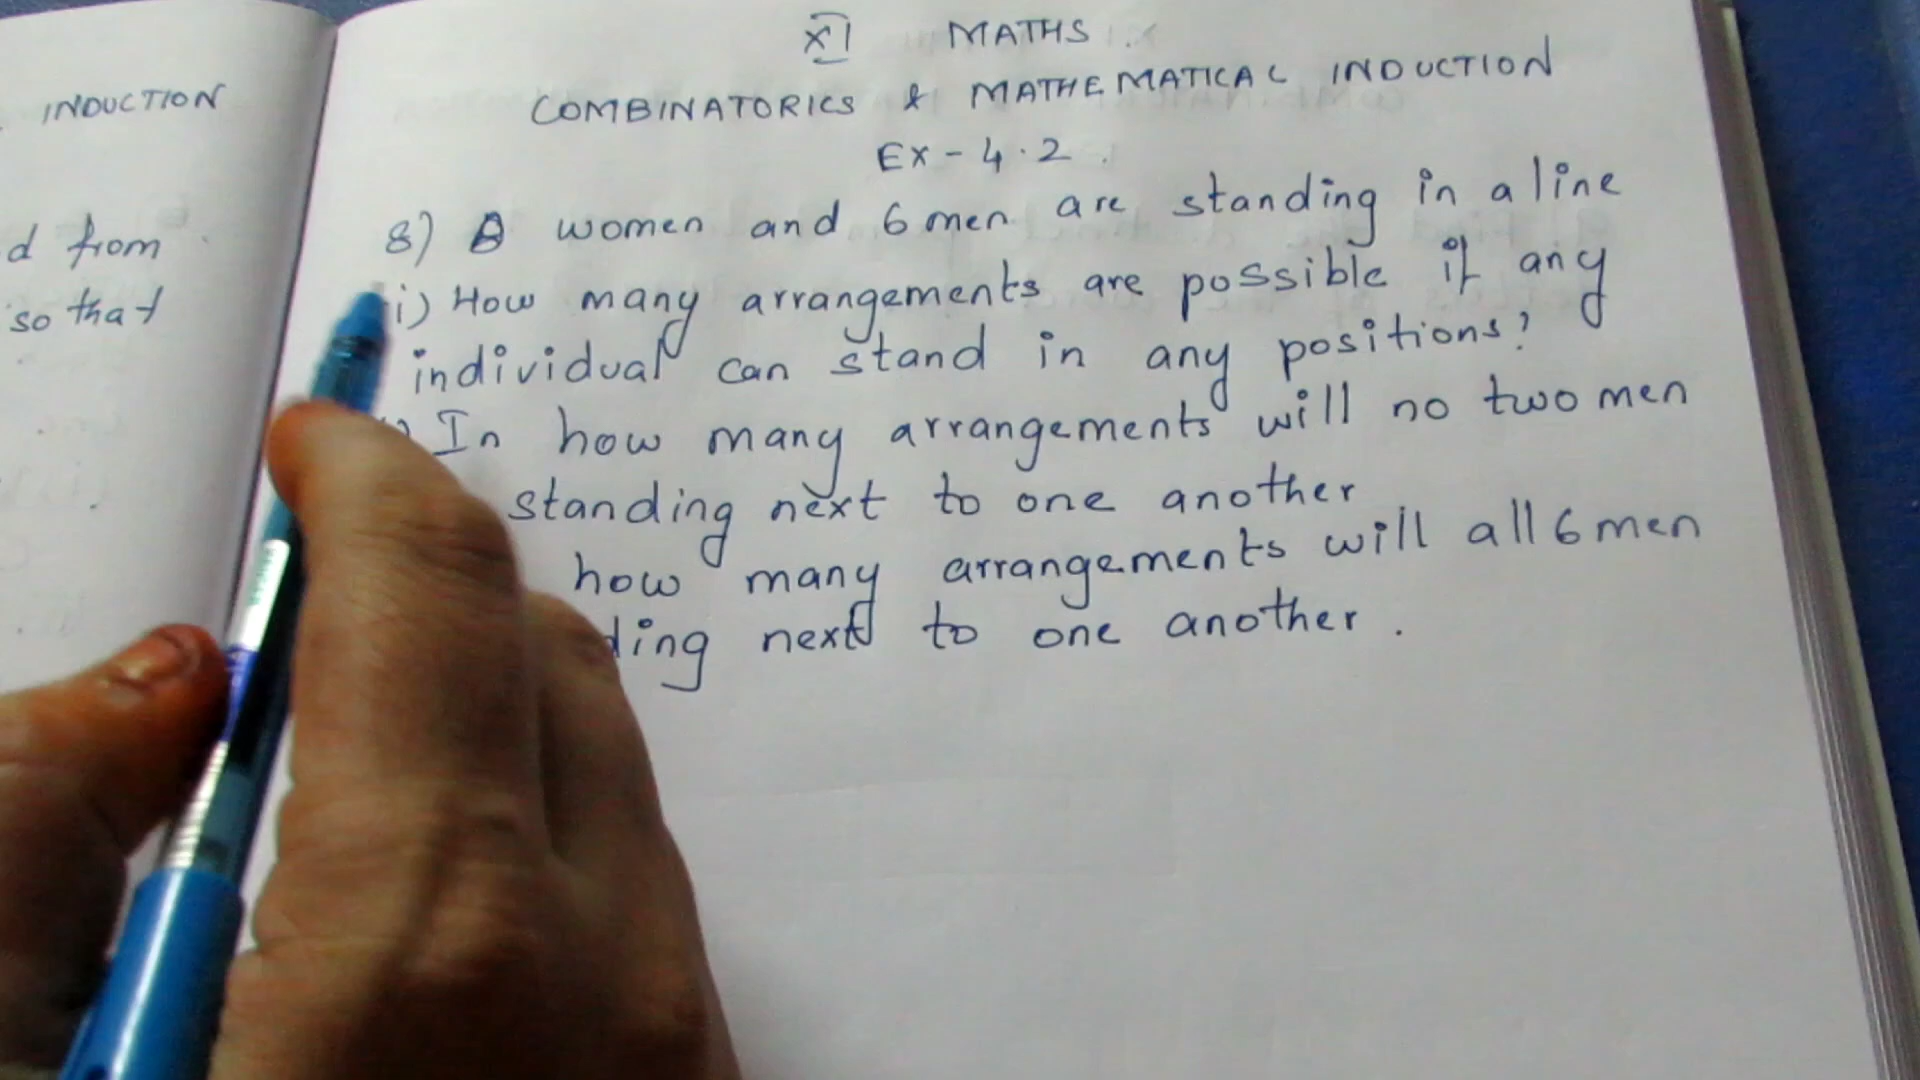 XI MATHS
INDUCTION
COMBINATORICS & MATHEMATICAL INDUCTION
EX - 4.2
d from
so that
8) 8 women and 6 men are standing in a line
i) How many arrangements are possible if any
individual can stand in any positions?
In how many arrangements will no two men
standing next to one another
how many arrangements will all 6 men
ding next to one another.